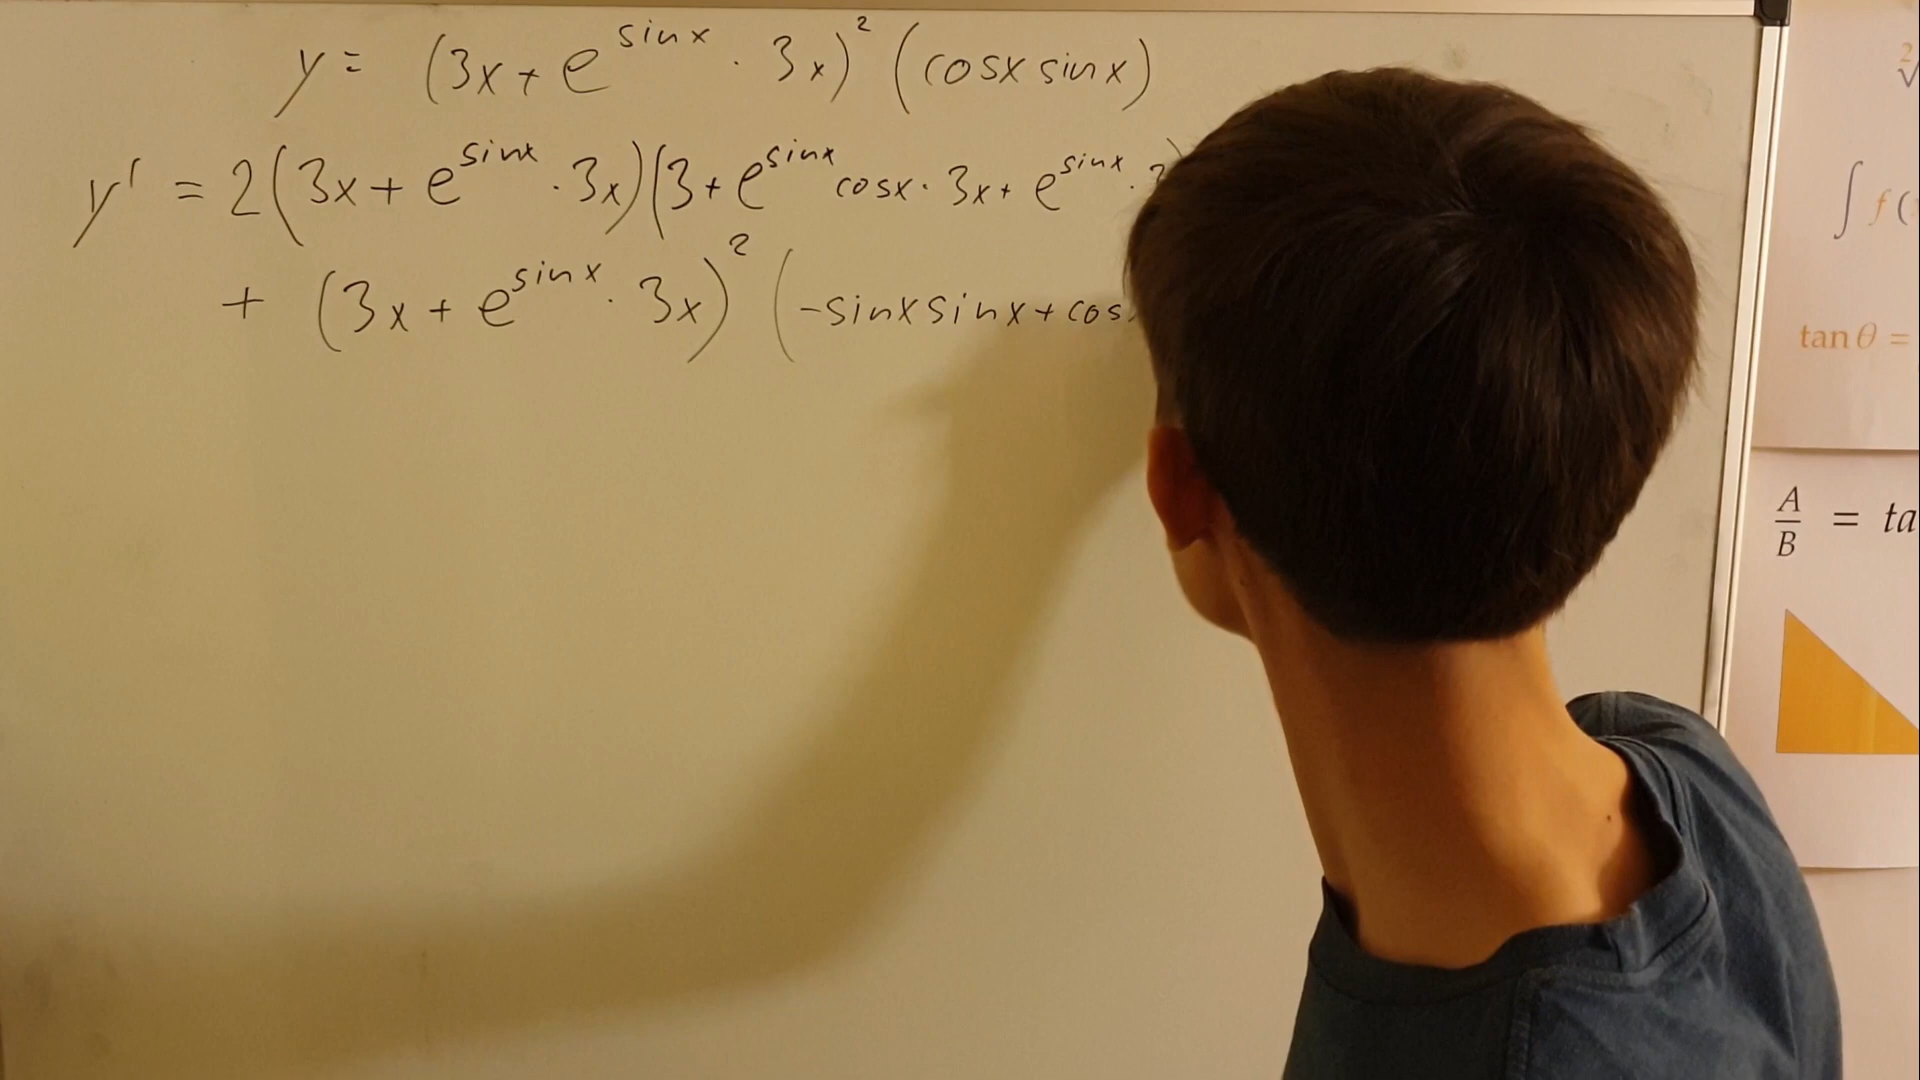 y = (3x + e^sinx · 3x)² (cosx sinx)
y' = 2(3x + e^sinx · 3x)(3 + e^sinx cosx · 3x + e^sinx ·
+ (3x + e^sinx · 3x)² (-sinx sinx + cos
2√
∫ f(
tan θ =
A/B = ta